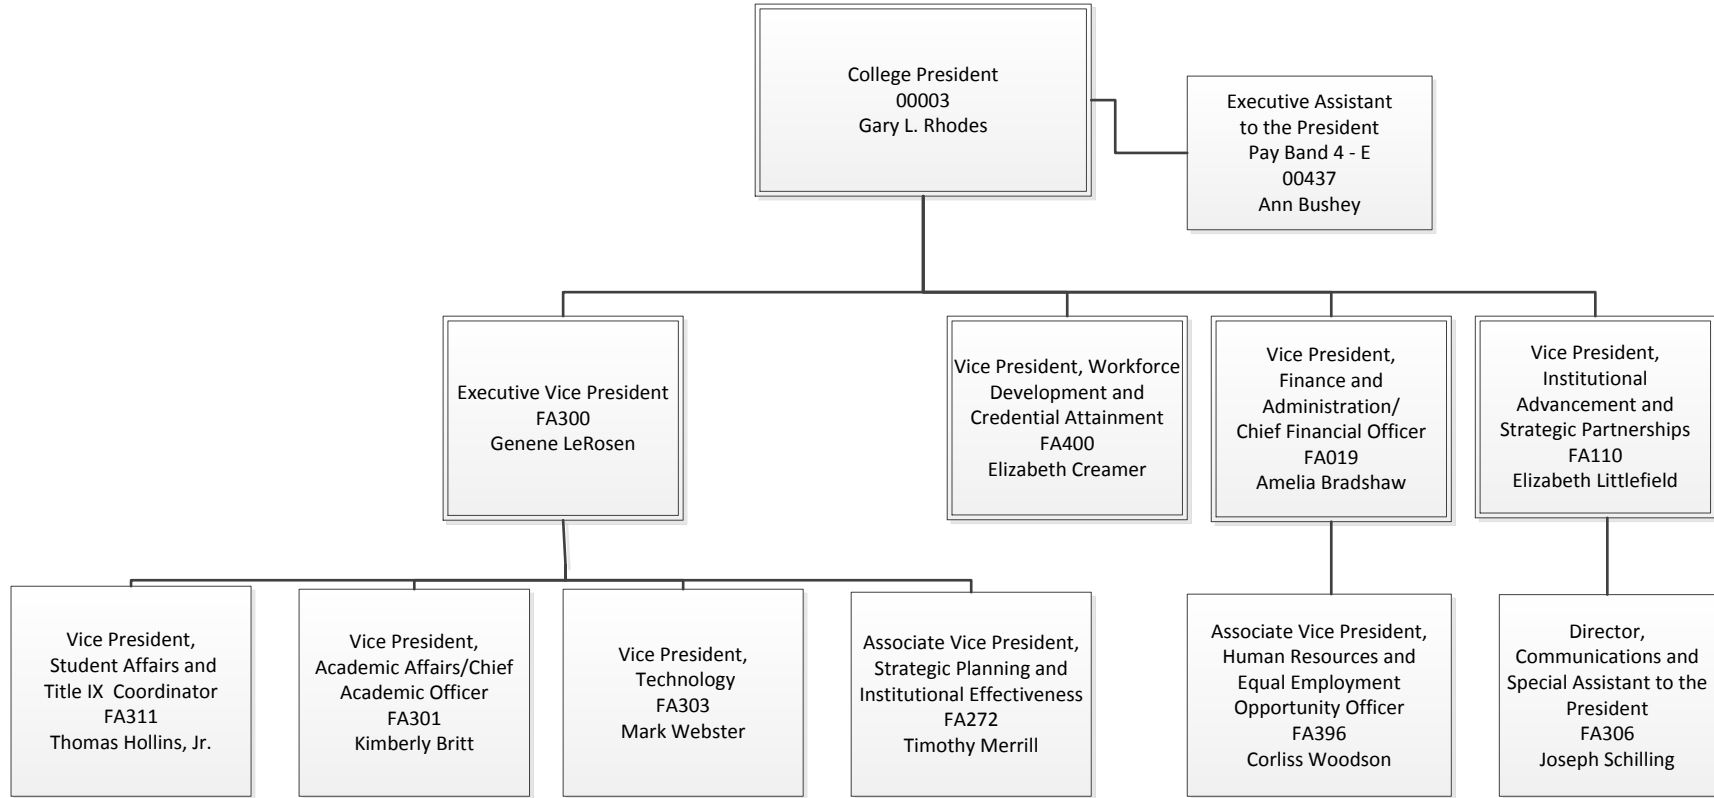 College President
00003
Gary L. Rhodes
Executive Assistant
to the President
Pay Band 4 - E
00437
Ann Bushey
Executive Vice President
FA300
Genene LeRosen
Vice President, Workforce
Development and
Credential Attainment
FA400
Elizabeth Creamer
Vice President,
Finance and
Administration/
Chief Financial Officer
FA019
Amelia Bradshaw
Vice President,
Institutional
Advancement and
Strategic Partnerships
FA110
Elizabeth Littlefield
Vice President,
Student Affairs and
Title IX  Coordinator
FA311
Thomas Hollins, Jr.
Vice President,
Academic Affairs/Chief
Academic Officer
FA301
Kimberly Britt
Vice President,
Technology
FA303
Mark Webster
Associate Vice President,
Strategic Planning and
Institutional Effectiveness
FA272
Timothy Merrill
Associate Vice President,
Human Resources and
Equal Employment
Opportunity Officer
FA396
Corliss Woodson
Director,
Communications and
Special Assistant to the
President
FA306
Joseph Schilling